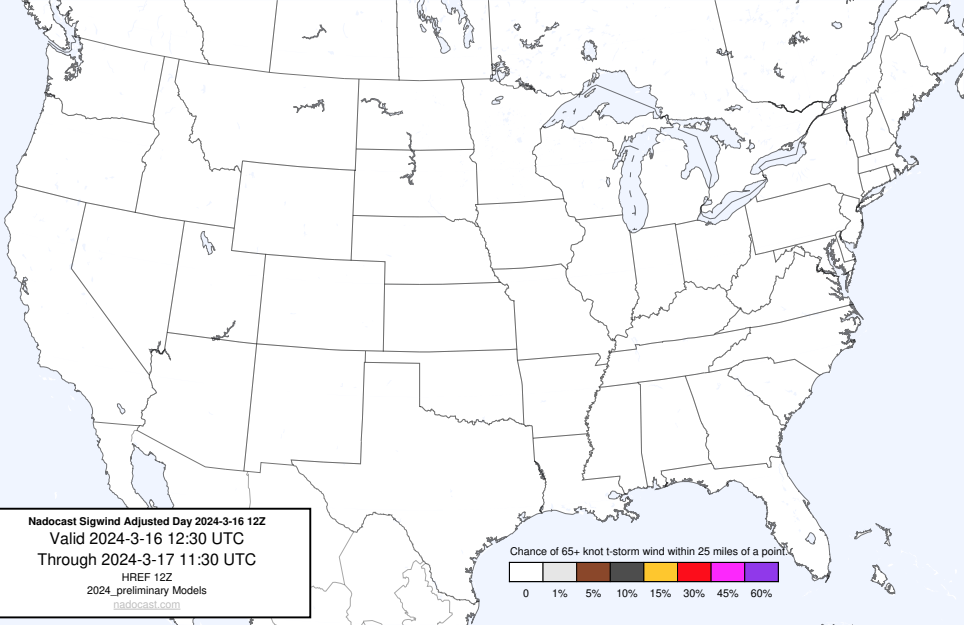 Nadocast Sigwind Adjusted Day 2024-3-16 12Z
Valid 2024-3-16 12:30 UTC
Through 2024-3-17 11:30 UTC
HREF 12Z
2024_preliminary Models
nadocast.com
Chance of 65+ knot t-storm wind within 25 miles of a point.
0 1% 5% 10% 15% 30% 45% 60%